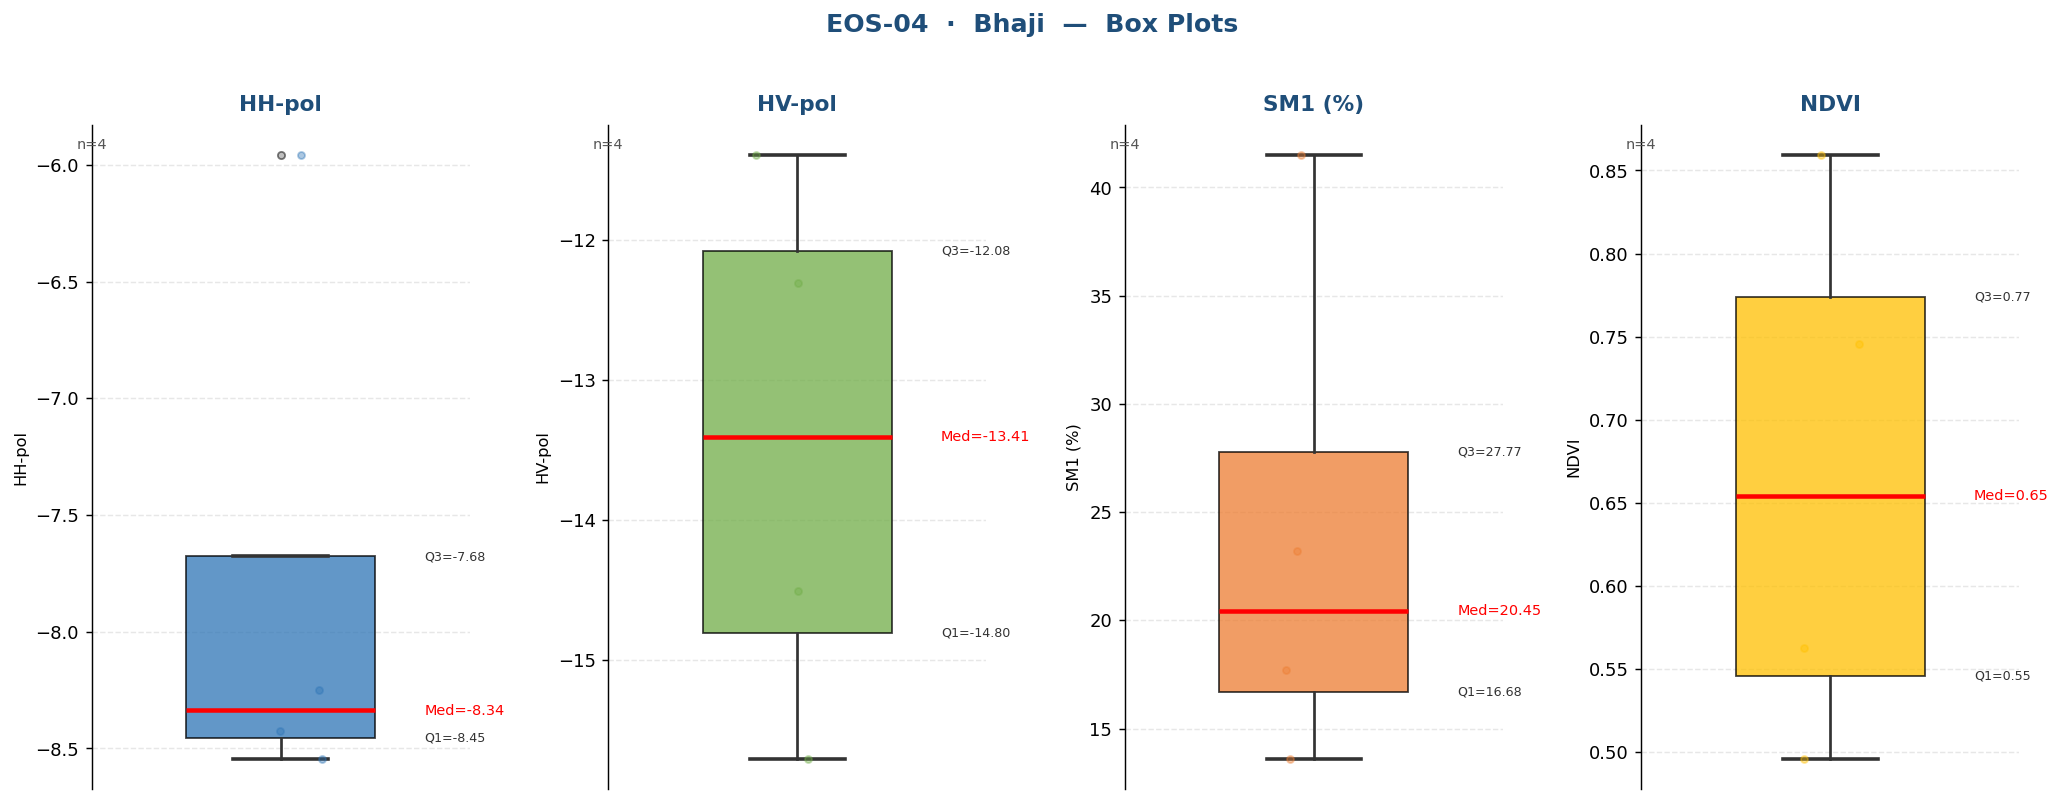 EOS-04 · Bhaji — Box Plots
HH-pol
n=4
−6.0
−6.5
−7.0
−7.5
−8.0
−8.5
HH-pol
Q3=-7.68
Med=-8.34
Q1=-8.45
HV-pol
n=4
−12
−13
−14
−15
HV-pol
Q3=-12.08
Med=-13.41
Q1=-14.80
SM1 (%)
n=4
40
35
30
25
20
15
SM1 (%)
Q3=27.77
Med=20.45
Q1=16.68
NDVI
n=4
0.85
0.80
0.75
0.70
0.65
0.60
0.55
0.50
NDVI
Q3=0.77
Med=0.65
Q1=0.55